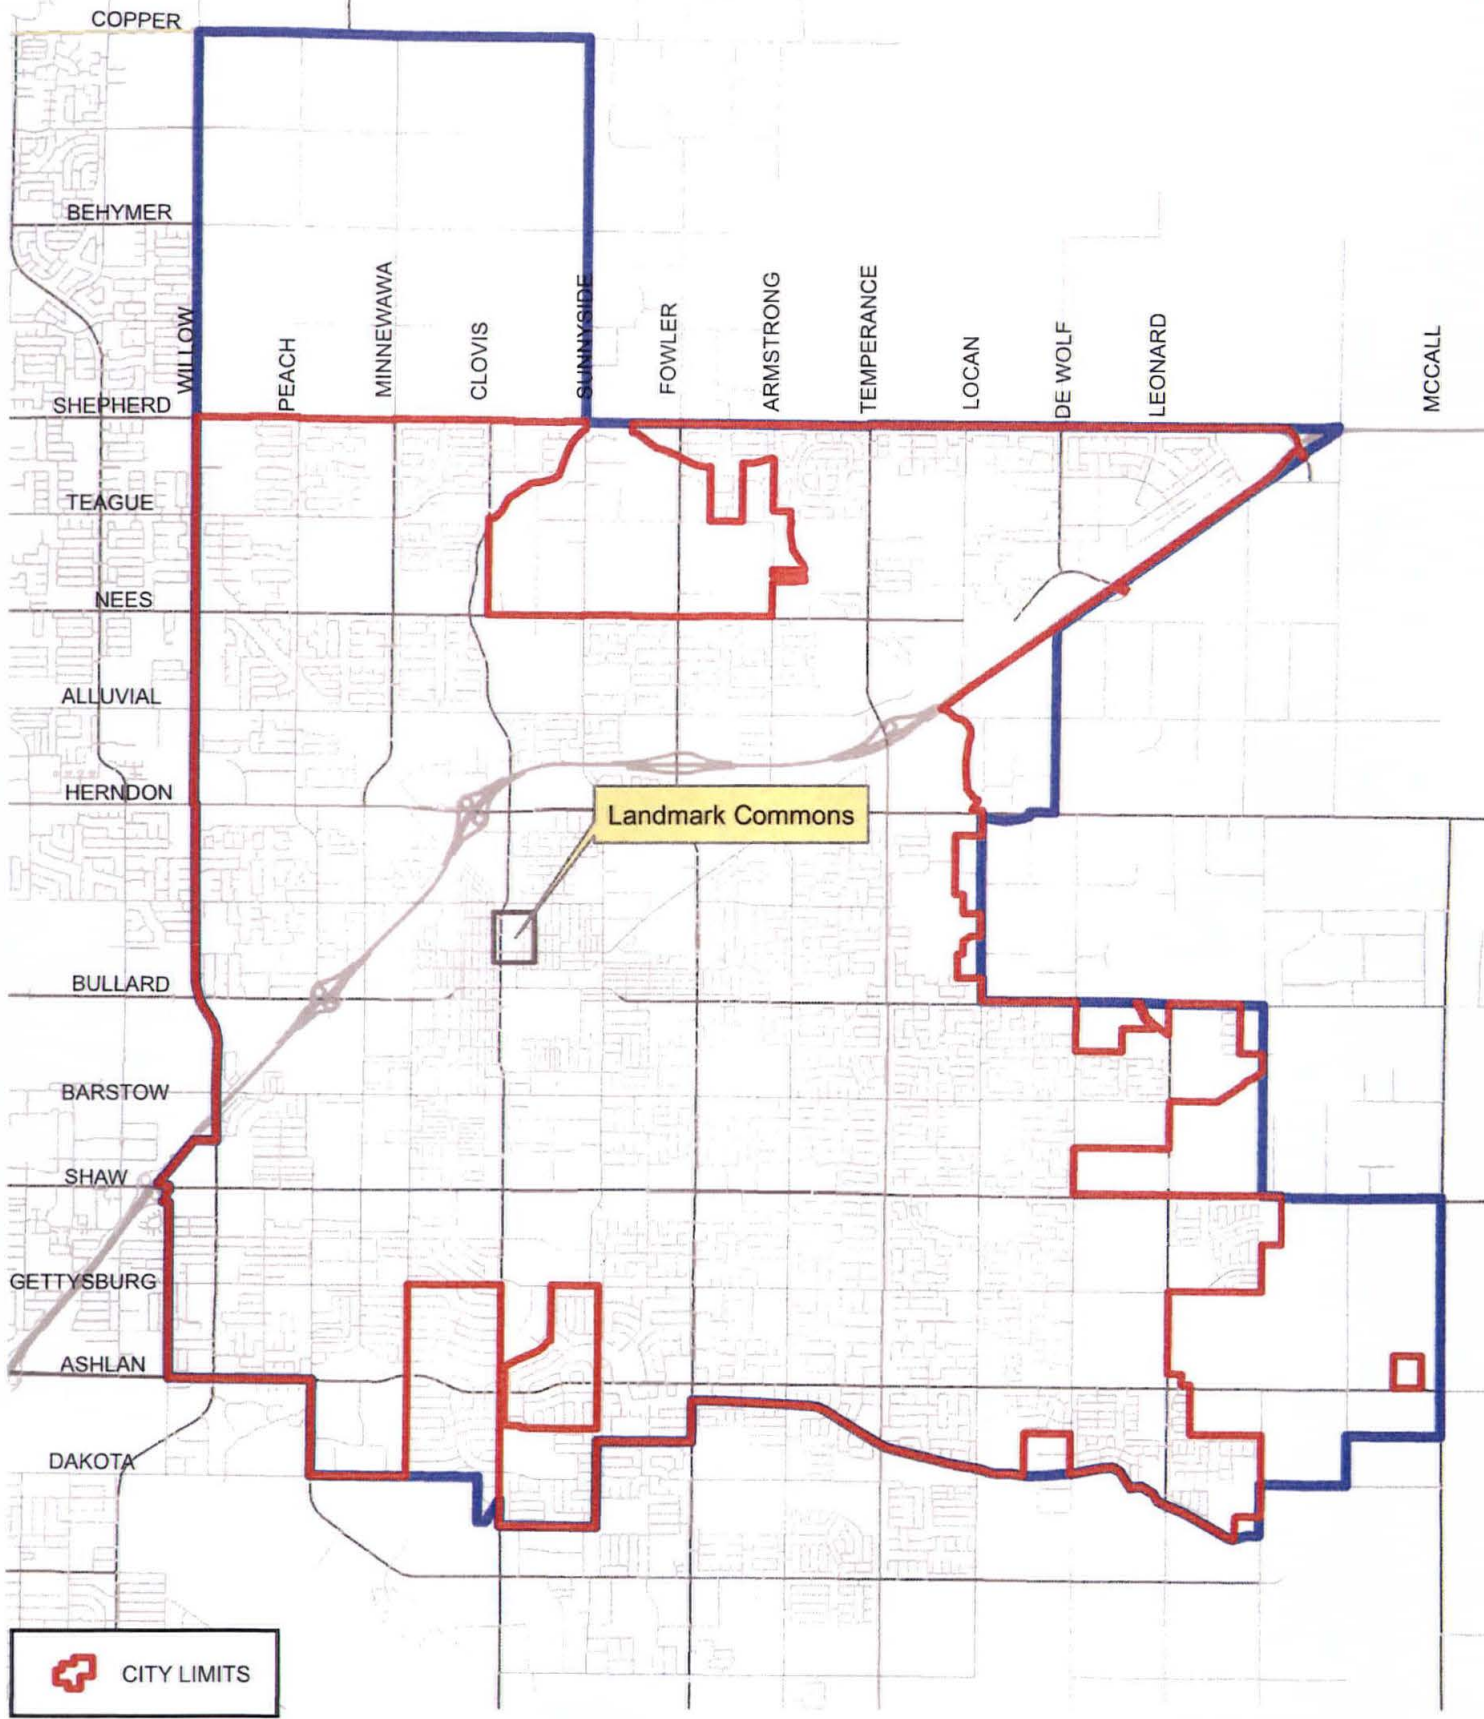 COPPER
BEHYMER
WILLOW
PEACH
MINNEWAWA
CLOVIS
SUNNYSIDE
FOWLER
ARMSTRONG
TEMPERANCE
LOCAN
DE WOLF
LEONARD
MCCALL
SHEPHERD
TEAGUE
NEES
ALLUVIAL
HERNDON
Landmark Commons
BULLARD
BARSTOW
SHAW
GETTYSBURG
ASHLAN
DAKOTA
CITY LIMITS